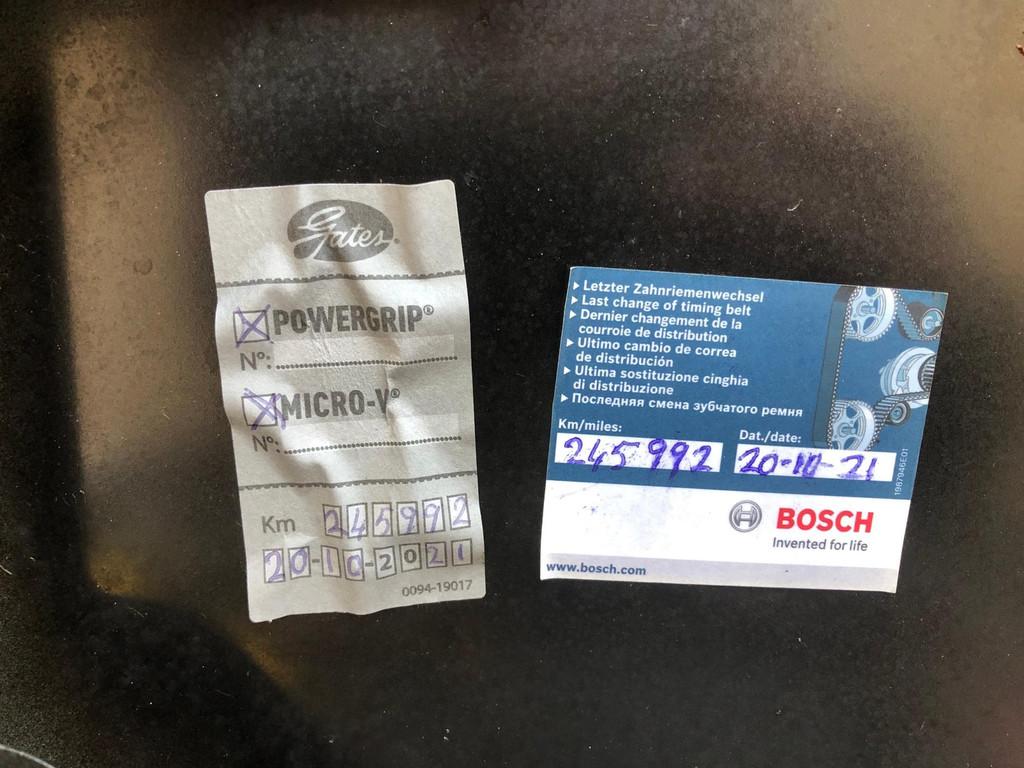 Gates®
POWERGRIP®
Nº:
MICRO-V®
Nº:
Km 245992
20-10-2021
0094-19017
▸ Letzter Zahnriemenwechsel
▸ Last change of timing belt
▸ Dernier changement de la
courroie de distribution
▸ Ultimo cambio de correa
de distribución
▸ Ultima sostituzione cinghia
di distribuzione
▸ Последняя смена зубчатого ремня
Km/miles: Dat./date:
245 992 20-10-21
1987946E01
BOSCH
Invented for life
www.bosch.com